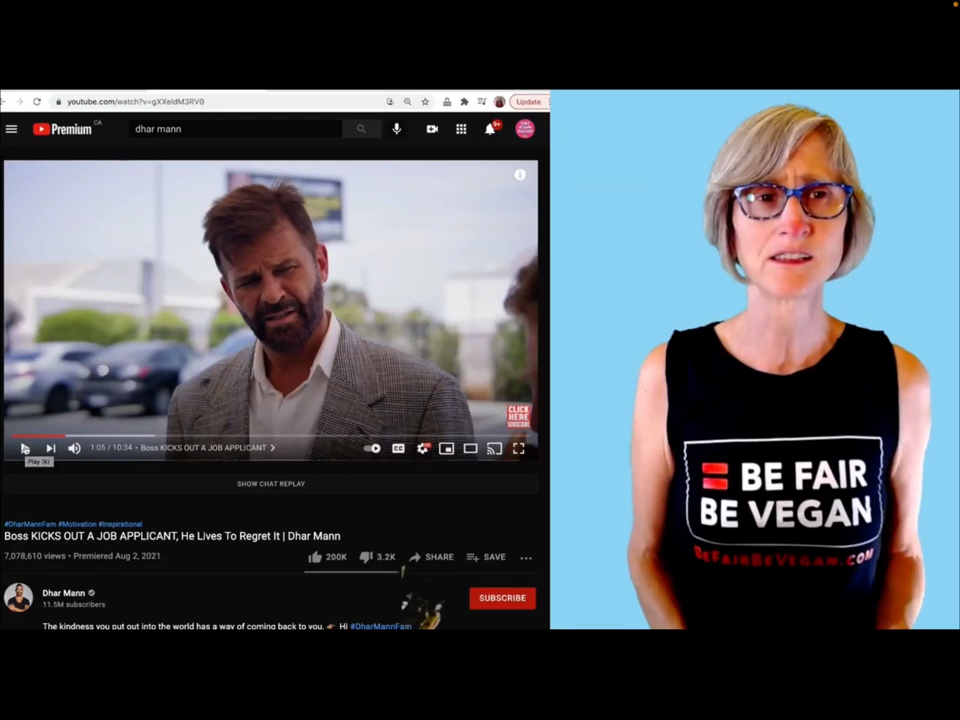 youtube.com/watch?v=gXXeIdM3RV0
Update
Premium CA
dhar mann
9+
CLICK
HERE
SUBSCRIBE
1:05 / 10:34 • Boss KICKS OUT A JOB APPLICANT >
CC
Play (k)
SHOW CHAT REPLAY
#DharMannFam #Motivation #Inspirational
Boss KICKS OUT A JOB APPLICANT, He Lives To Regret It | Dhar Mann
7,078,610 views • Premiered Aug 2, 2021
200K
3.2K
SHARE
SAVE
Dhar Mann
11.5M subscribers
SUBSCRIBE
The kindness you put out into the world has a way of coming back to you. Hi #DharMannFam
= BE FAIR
BE VEGAN
BEFAIRBEVEGAN.COM